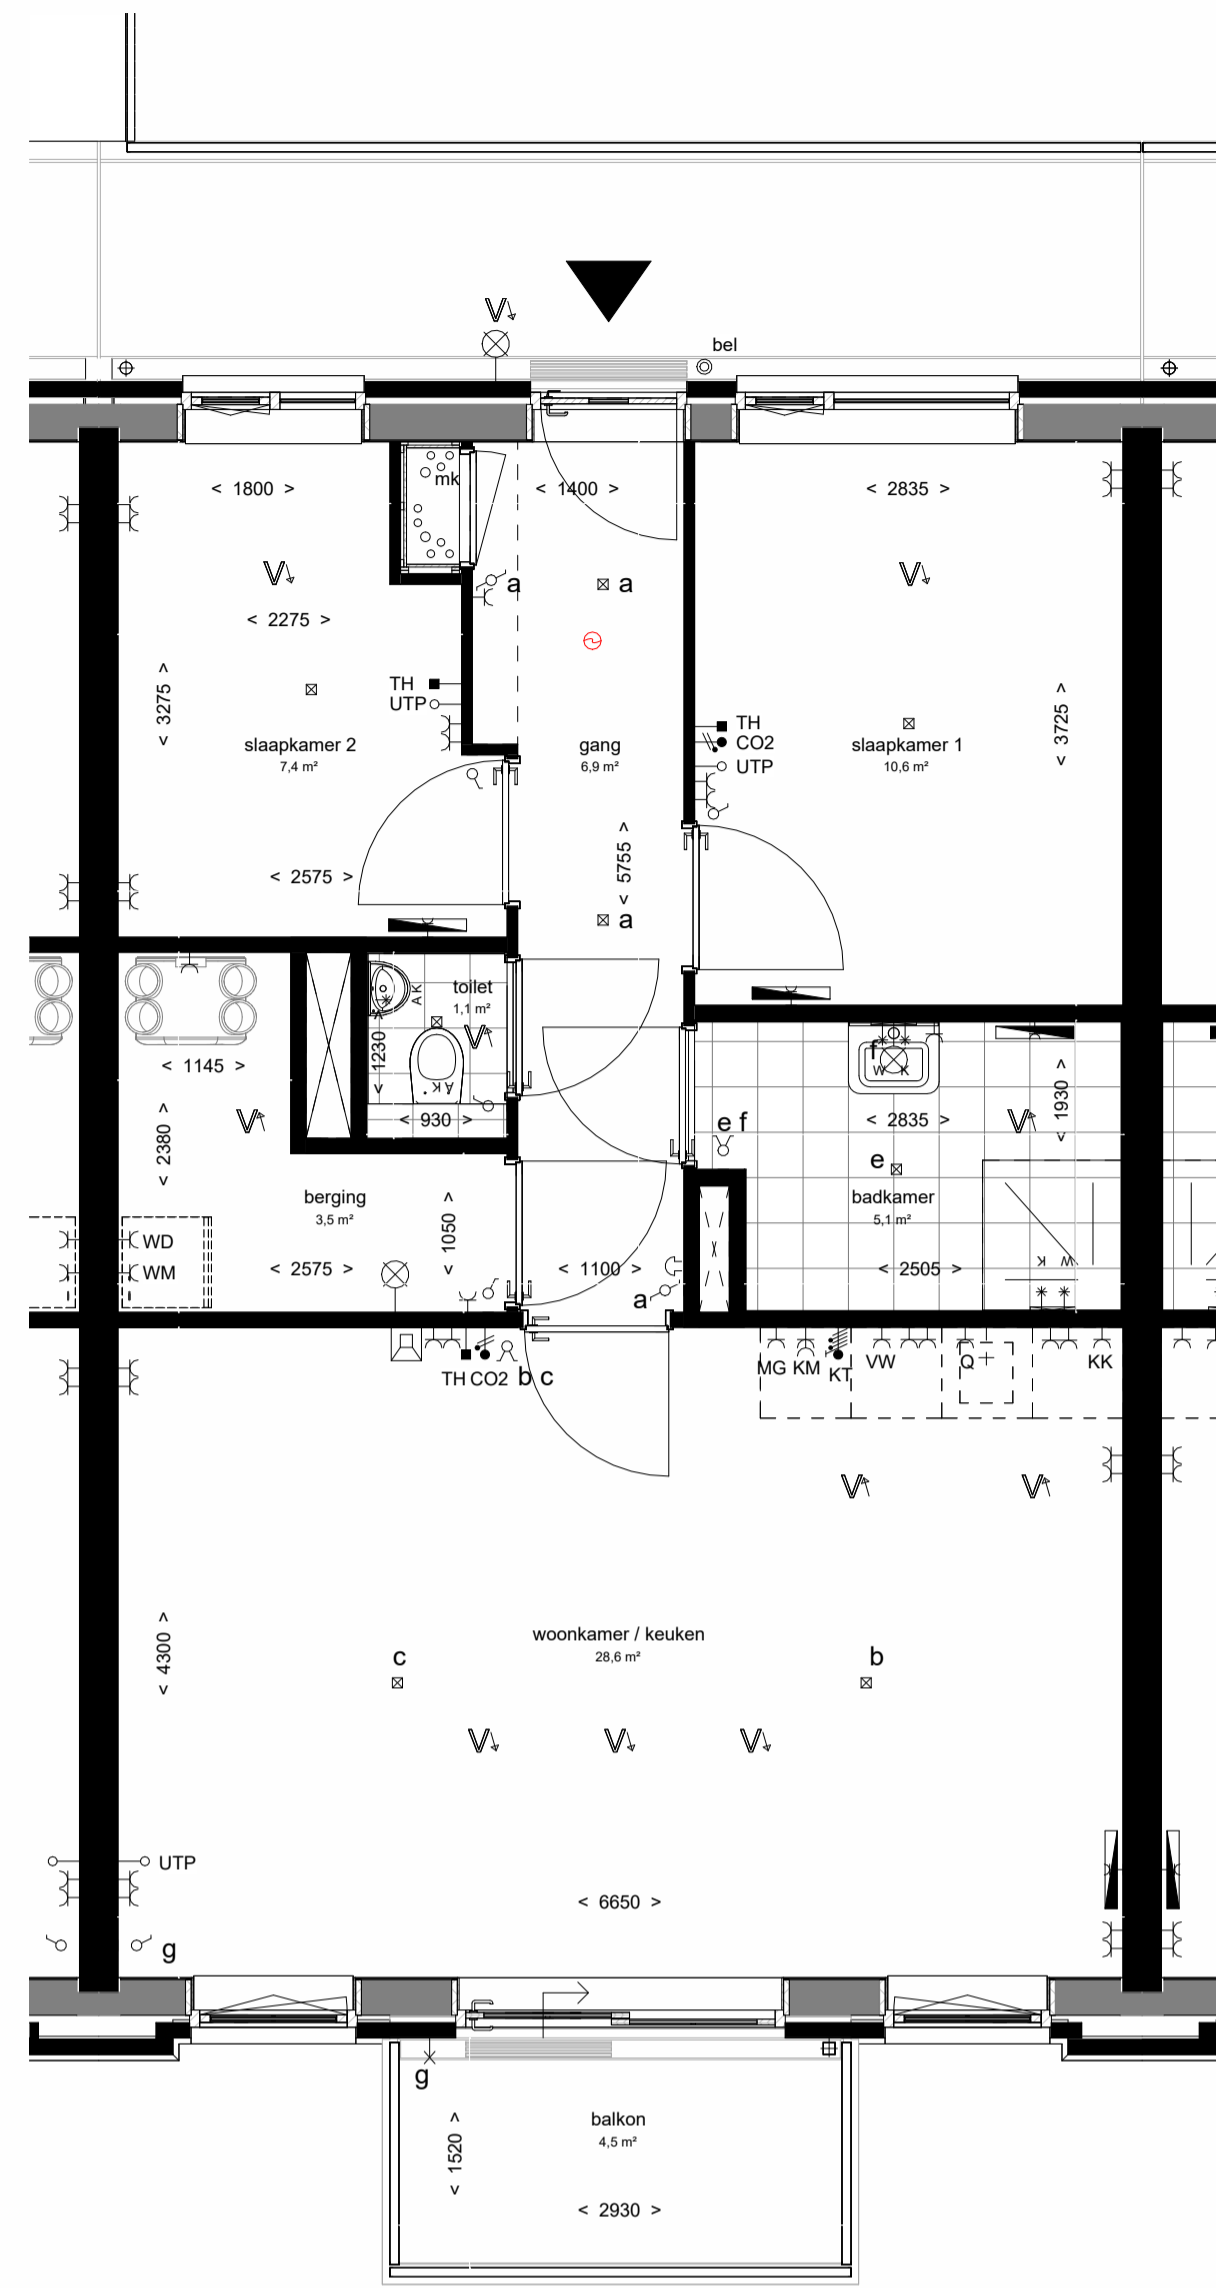 V
bel
mk
< 1800 >
< 1400 >
< 2835 >
V
V
a
a
< 2275 >
< 3275 >
TH
UTP
< 3725 >
TH
CO2
UTP
slaapkamer 2
7,4 m²
gang
6,9 m²
slaapkamer 1
10,6 m²
< 5755 >
< 2575 >
a
toilet
1,1 m²
A K
< 1230 >
V
A K
f
W K
< 1145 >
< 1930 >
< 2380 >
V
< 930 >
e f
< 2835 >
V
e
berging
3,5 m²
badkamer
5,1 m²
< 1050 >
WD
WM
< 2575 >
< 1100 >
< 2505 >
W K
a
TH CO2 b c
MG KM KT VW Q KK
V
V
woonkamer / keuken
28,6 m²
< 4300 >
c
b
V
V
V
UTP
< 6650 >
g
g
balkon
4,5 m²
< 1520 >
< 2930 >